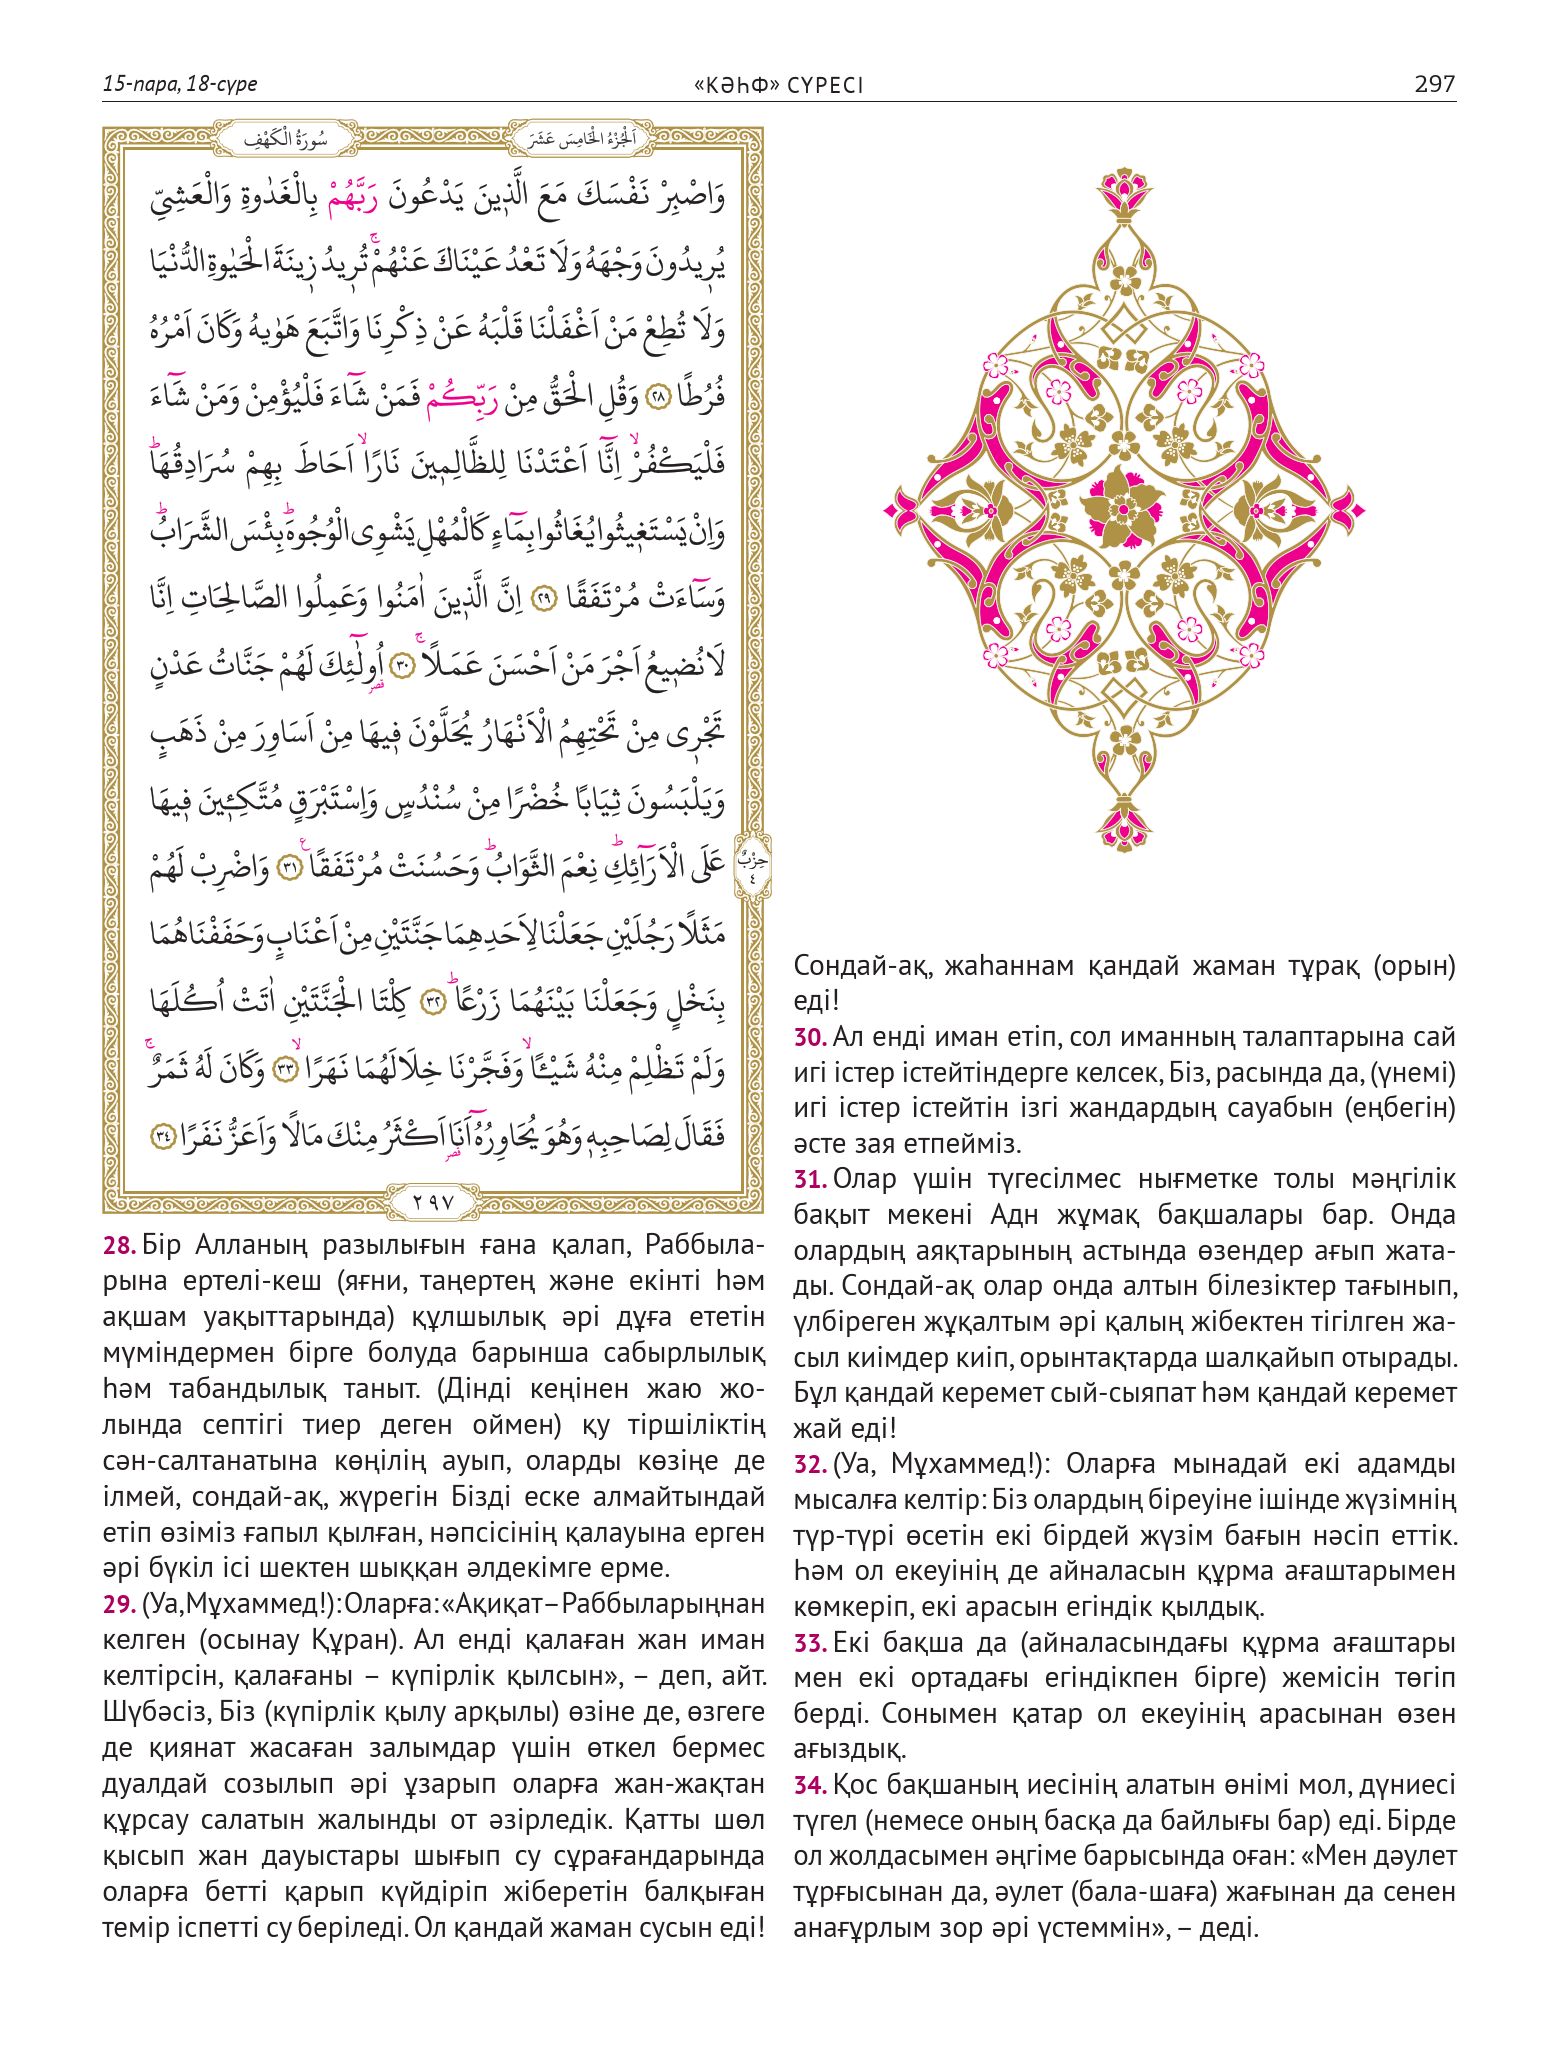 15-пара, 18-сүре
«КӘҺФ» СҮРЕСІ
297
سُورَةُ الْكَهْفِ
اَلْجُزْءُ الْخَامِسَ عَشَرَ
وَاصْبِرْ نَفْسَكَ مَعَ الَّذ۪ينَ يَدْعُونَ رَبَّهُمْ بِالْغَدٰوةِ وَالْعَشِيِّ
يُر۪يدُونَ وَجْهَهُ وَلَا تَعْدُ عَيْنَاكَ عَنْهُمْۚ تُر۪يدُ ز۪ينَةَ الْحَيٰوةِ الدُّنْيَا
وَلَا تُطِعْ مَنْ اَغْفَلْنَا قَلْبَهُ عَنْ ذِكْرِنَا وَاتَّبَعَ هَوٰيهُ وَكَانَ اَمْرُهُ
فُرُطًا ﴿٢٨﴾ وَقُلِ الْحَقُّ مِنْ رَبِّكُمْ فَمَنْ شَٓاءَ فَلْيُؤْمِنْ وَمَنْ شَٓاءَ
فَلْيَكْفُرْۙ اِنَّٓا اَعْتَدْنَا لِلظَّالِم۪ينَ نَارًاۙ اَحَاطَ بِهِمْ سُرَادِقُهَاۜ
وَاِنْ يَسْتَغ۪يثُوا يُغَاثُوا بِمَٓاءٍ كَالْمُهْلِ يَشْوِى الْوُجُوهَۜ بِئْسَ الشَّرَابُۜ
وَسَٓاءَتْ مُرْتَفَقًا ﴿٢٩﴾ اِنَّ الَّذ۪ينَ اٰمَنُوا وَعَمِلُوا الصَّالِحَاتِ اِنَّا
لَا نُض۪يعُ اَجْرَ مَنْ اَحْسَنَ عَمَلًاۚ ﴿٣٠﴾ اُو۬لٰٓئِكَ لَهُمْ جَنَّاتُ عَدْنٍ
تَجْر۪ى مِنْ تَحْتِهِمُ الْاَنْهَارُ يُحَلَّوْنَ ف۪يهَا مِنْ اَسَاوِرَ مِنْ ذَهَبٍ
وَيَلْبَسُونَ ثِيَابًا خُضْرًا مِنْ سُنْدُسٍ وَاِسْتَبْرَقٍ مُتَّكِـ۪ٔينَ ف۪يهَا
عَلَى الْاَرَٓائِكِۜ نِعْمَ الثَّوَابُۜ وَحَسُنَتْ مُرْتَفَقًا ﴿٣١﴾ وَاضْرِبْ لَهُمْ
حِزْبٌ
٤
مَثَلًا رَجُلَيْنِ جَعَلْنَا لِاَحَدِهِمَا جَنَّتَيْنِ مِنْ اَعْنَابٍ وَحَفَفْنَاهُمَا
بِنَخْلٍ وَجَعَلْنَا بَيْنَهُمَا زَرْعًاۜ ﴿٣٢﴾ كِلْتَا الْجَنَّتَيْنِ اٰتَتْ اُكُلَهَا
وَلَمْ تَظْلِمْ مِنْهُ شَيْـًٔاۙ وَفَجَّرْنَا خِلَالَهُمَا نَهَرًاۙ ﴿٣٣﴾ وَكَانَ لَهُ ثَمَرٌۚ
فَقَالَ لِصَاحِبِه۪ وَهُوَ يُحَاوِرُهُٓ اَنَا۬ اَكْثَرُ مِنْكَ مَالًا وَاَعَزُّ نَفَرًا ﴿٣٤﴾
٢٩٧
28. Бір Алланың разылығын ғана қалап, Раббыла-
рына ертелі-кеш (яғни, таңертең және екінті һәм
ақшам уақыттарында) құлшылық әрі дұға ететін
мүміндермен бірге болуда барынша сабырлылық
һәм табандылық таныт. (Дінді кеңінен жаю жо-
лында септігі тиер деген оймен) қу тіршіліктің
сән-салтанатына көңілің ауып, оларды көзіңе де
ілмей, сондай-ақ, жүрегін Бізді еске алмайтындай
етіп өзіміз ғапыл қылған, нәпсісінің қалауына ерген
әрі бүкіл ісі шектен шыққан әлдекімге ерме.
29. (Уа, Мұхаммед!): Оларға: «Ақиқат – Раббыларыңнан
келген (осынау Құран). Ал енді қалаған жан иман
келтірсін, қалағаны – күпірлік қылсын», – деп, айт.
Шүбәсіз, Біз (күпірлік қылу арқылы) өзіне де, өзгеге
де қиянат жасаған залымдар үшін өткел бермес
дуалдай созылып әрі ұзарып оларға жан-жақтан
құрсау салатын жалынды от әзірледік. Қатты шөл
қысып жан дауыстары шығып су сұрағандарында
оларға бетті қарып күйдіріп жіберетін балқыған
темір іспетті су беріледі. Ол қандай жаман сусын еді!
Сондай-ақ, жаһаннам қандай жаман тұрақ (орын)
еді!
30. Ал енді иман етіп, сол иманның талаптарына сай
игі істер істейтіндерге келсек, Біз, расында да, (үнемі)
игі істер істейтін ізгі жандардың сауабын (еңбегін)
әсте зая етпейміз.
31. Олар үшін түгесілмес нығметке толы мәңгілік
бақыт мекені Адн жұмақ бақшалары бар. Онда
олардың аяқтарының астында өзендер ағып жата-
ды. Сондай-ақ олар онда алтын білезіктер тағынып,
үлбіреген жұқалтым әрі қалың жібектен тігілген жа-
сыл киімдер киіп, орынтақтарда шалқайып отырады.
Бұл қандай керемет сый-сыяпат һәм қандай керемет
жай еді!
32. (Уа, Мұхаммед!): Оларға мынадай екі адамды
мысалға келтір: Біз олардың біреуіне ішінде жүзімнің
түр-түрі өсетін екі бірдей жүзім бағын нәсіп еттік.
Һәм ол екеуінің де айналасын құрма ағаштарымен
көмкеріп, екі арасын егіндік қылдық.
33. Екі бақша да (айналасындағы құрма ағаштары
мен екі ортадағы егіндікпен бірге) жемісін төгіп
берді. Сонымен қатар ол екеуінің арасынан өзен
ағыздық.
34. Қос бақшаның иесінің алатын өнімі мол, дүниесі
түгел (немесе оның басқа да байлығы бар) еді. Бірде
ол жолдасымен әңгіме барысында оған: «Мен дәулет
тұрғысынан да, әулет (бала-шаға) жағынан да сенен
анағұрлым зор әрі үстеммін», – деді.